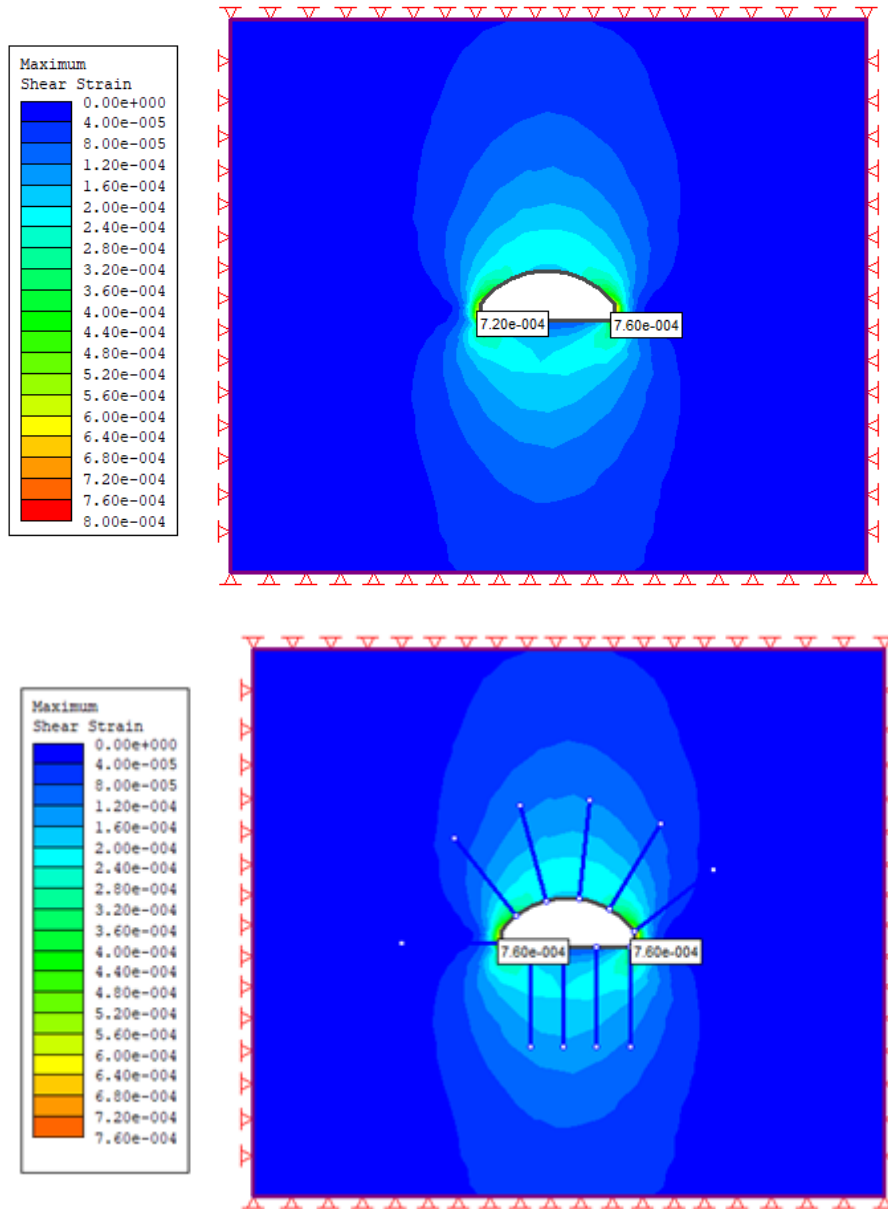 Maximum
Shear Strain
0.00e+000
4.00e-005
8.00e-005
1.20e-004
1.60e-004
2.00e-004
2.40e-004
2.80e-004
3.20e-004
3.60e-004
4.00e-004
4.40e-004
4.80e-004
5.20e-004
5.60e-004
6.00e-004
6.40e-004
6.80e-004
7.20e-004
7.60e-004
8.00e-004
7.20e-004
7.60e-004
Maximum
Shear Strain
0.00e+000
4.00e-005
8.00e-005
1.20e-004
1.60e-004
2.00e-004
2.40e-004
2.80e-004
3.20e-004
3.60e-004
4.00e-004
4.40e-004
4.80e-004
5.20e-004
5.60e-004
6.00e-004
6.40e-004
6.80e-004
7.20e-004
7.60e-004
7.60e-004
7.60e-004